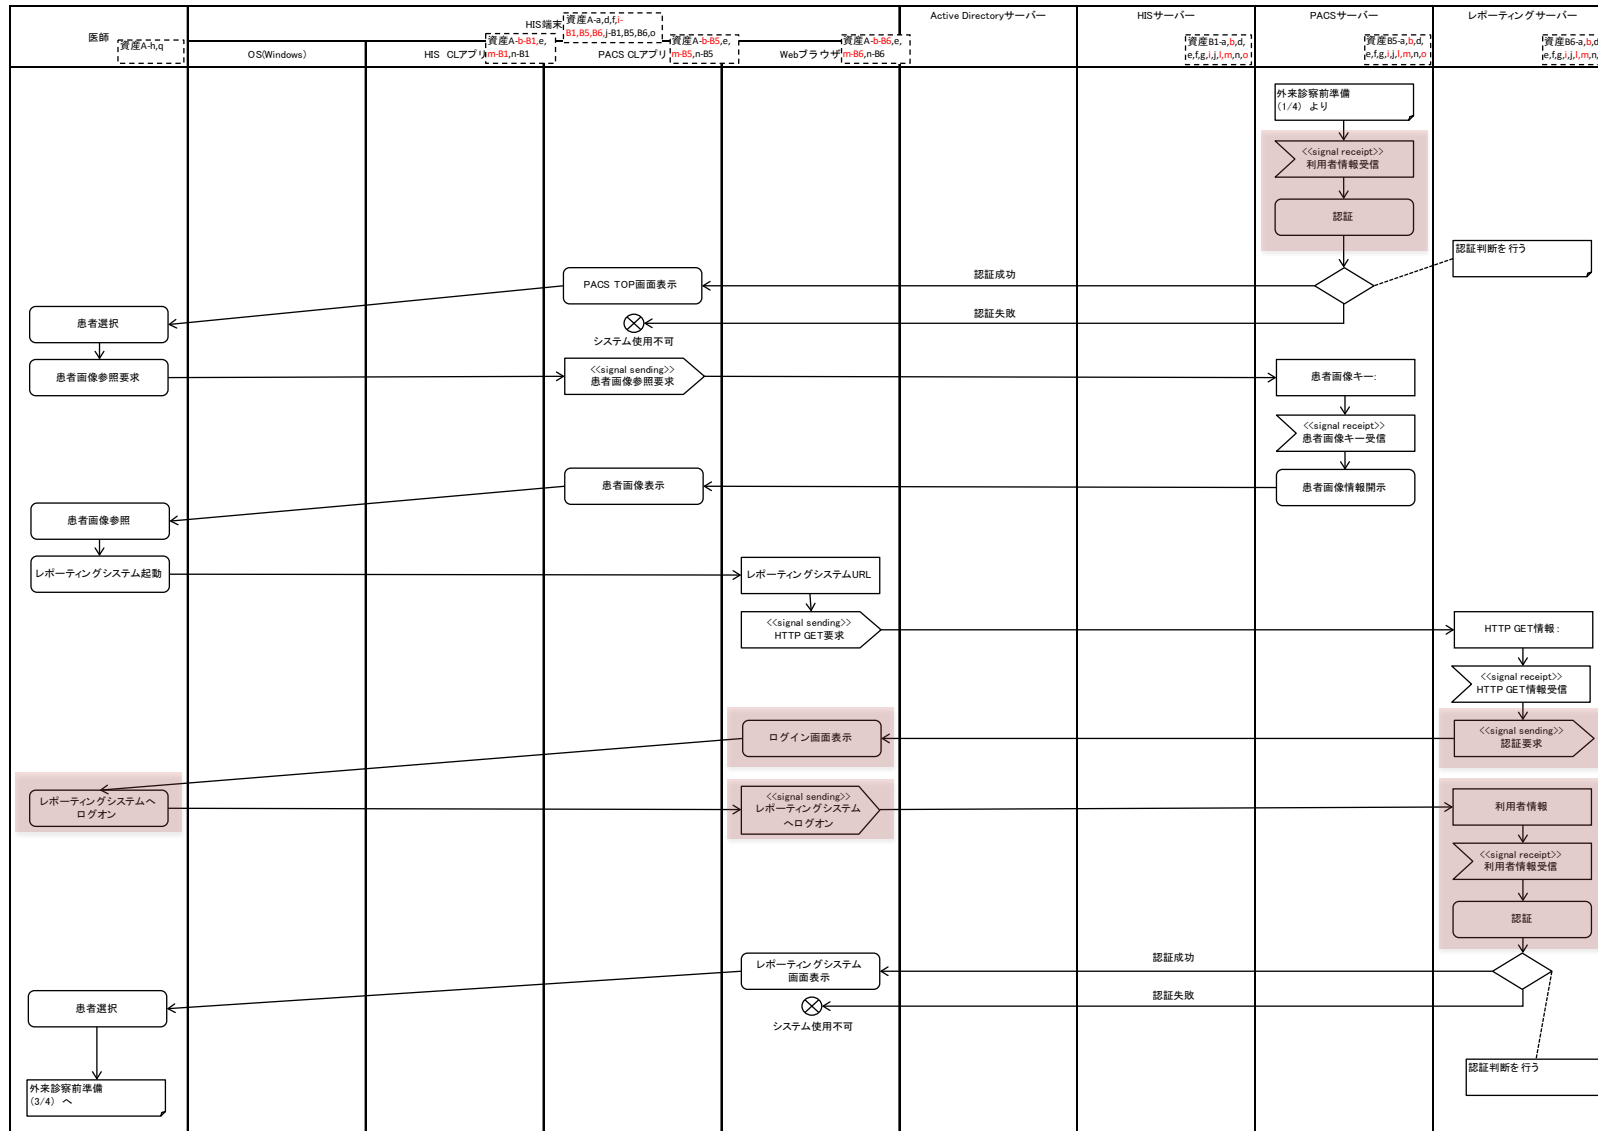 医師
資産A-h,q
HIS端末
資産A-a,d,f,i-
B1,B5,B6,j-B1,B5,B6,o
OS(Windows)
HIS CLアプリ
資産A-b-B1,e,
m-B1,n-B1
PACS CLアプリ
資産A-b-B5,e,
m-B5,n-B5
Webブラウザ
資産A-b-B6,e,
m-B6,n-B6
Active Directoryサーバー
HISサーバー
資産B1-a,b,d,
e,f,g,i,j,l,m,n,o
PACSサーバー
資産B5-a,b,d,
e,f,g,i,j,l,m,n,o
レポーティングサーバー
資産B6-a,b,d
e,f,g,i,j,l,m,n,
外来診察前準備
(1/4) より
<<signal receipt>>
利用者情報受信
認証
認証判断を行う
認証成功
PACS TOP画面表示
認証失敗
患者選択
システム使用不可
患者画像参照要求
<<signal sending>>
患者画像参照要求
患者画像キー:
<<signal receipt>>
患者画像キー受信
患者画像表示
患者画像情報開示
患者画像参照
レポーティングシステム起動
レポーティングシステムURL
<<signal sending>>
HTTP GET要求
HTTP GET情報:
<<signal receipt>>
HTTP GET情報受信
ログイン画面表示
<<signal sending>>
認証要求
レポーティングシステムへ
ログオン
<<signal sending>>
レポーティングシステム
へログオン
利用者情報
<<signal receipt>>
利用者情報受信
認証
認証成功
レポーティングシステム
画面表示
認証失敗
患者選択
システム使用不可
認証判断を行う
外来診察前準備
(3/4) へ